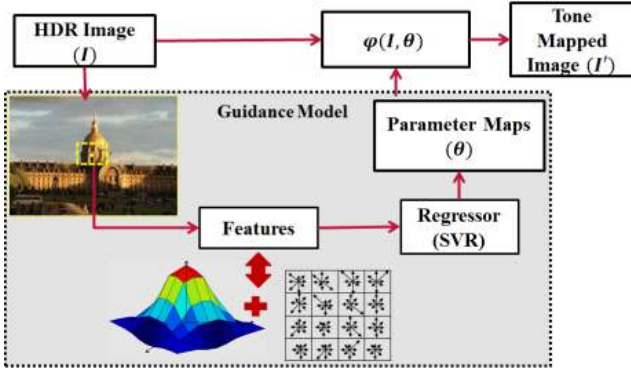 HDR Image
(I)
φ(I, θ)
Tone
Mapped
Image (I′)
Guidance Model
Parameter Maps
(θ)
Features
Regressor
(SVR)